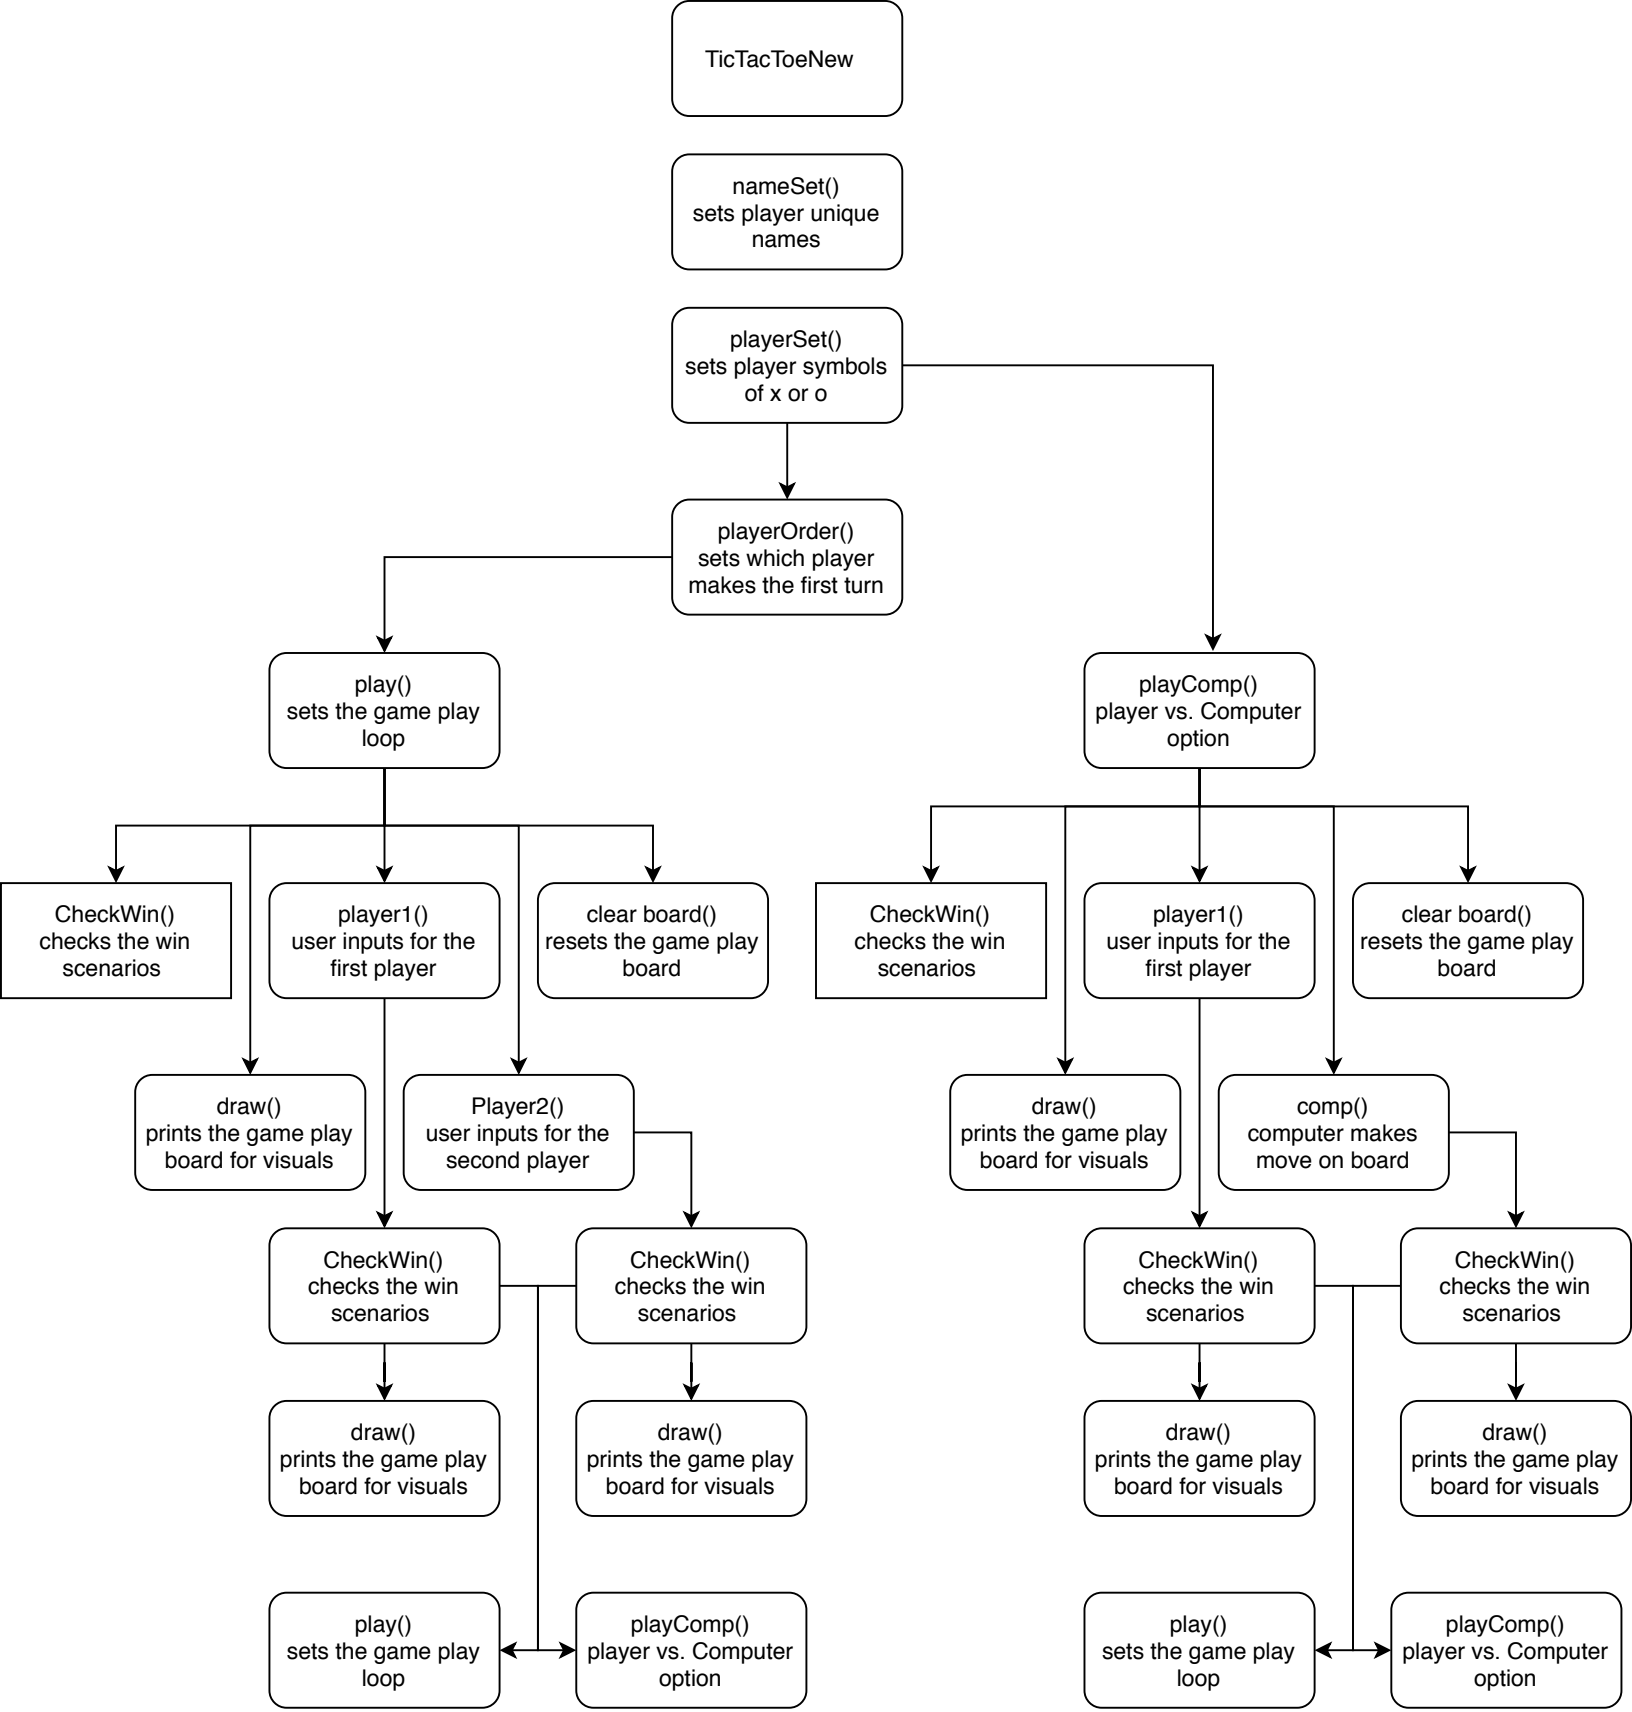 TicTacToeNew
nameSet()
sets player unique
names
playerSet()
sets player symbols
of x or o
playerOrder()
sets which player
makes the first turn
play()
sets the game play
loop
playComp()
player vs. Computer
option
CheckWin()
checks the win
scenarios
player1()
user inputs for the
first player
clear board()
resets the game play
board
CheckWin()
checks the win
scenarios
player1()
user inputs for the
first player
clear board()
resets the game play
board
draw()
prints the game play
board for visuals
Player2()
user inputs for the
second player
draw()
prints the game play
board for visuals
comp()
computer makes
move on board
CheckWin()
checks the win
scenarios
CheckWin()
checks the win
scenarios
CheckWin()
checks the win
scenarios
CheckWin()
checks the win
scenarios
draw()
prints the game play
board for visuals
draw()
prints the game play
board for visuals
draw()
prints the game play
board for visuals
draw()
prints the game play
board for visuals
play()
sets the game play
loop
playComp()
player vs. Computer
option
play()
sets the game play
loop
playComp()
player vs. Computer
option